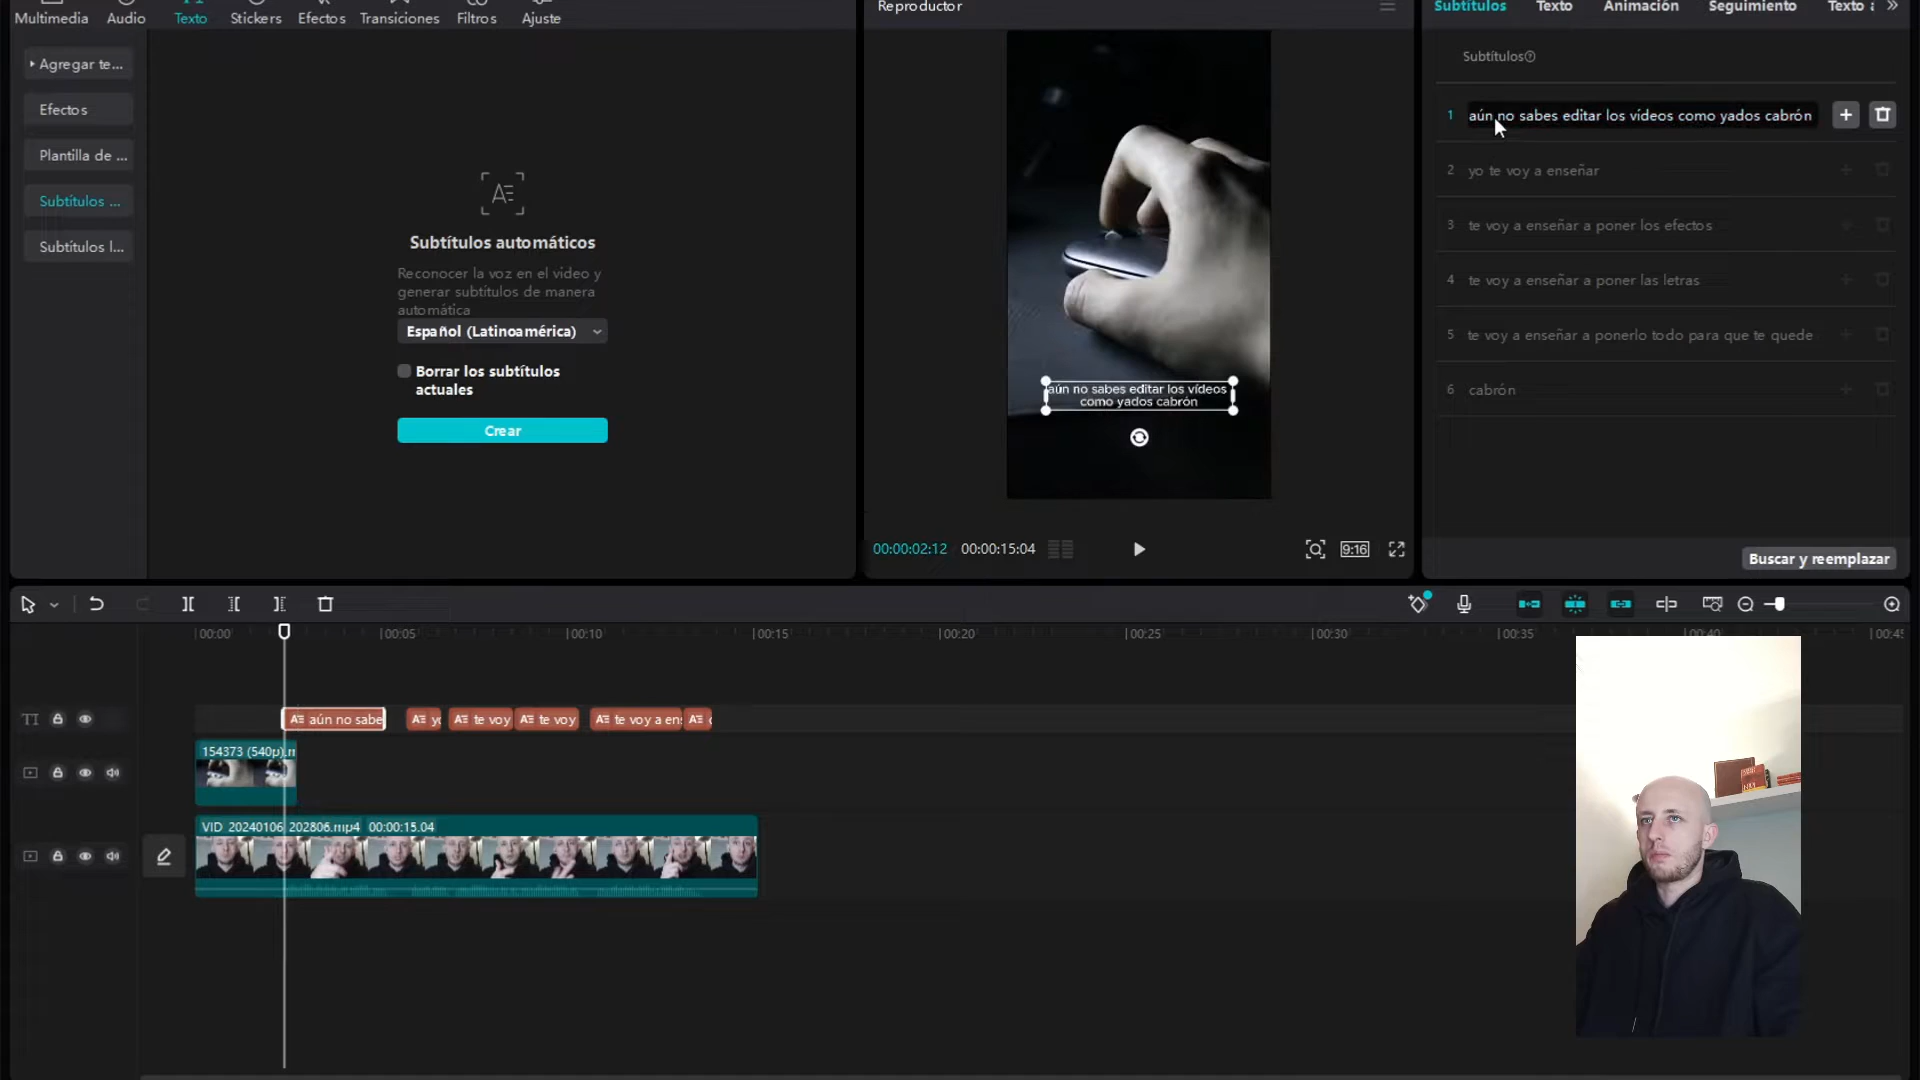 Multimedia
Audio
Texto
Stickers
Efectos
Transiciones
Filtros
Ajuste
Reproductor
Subtítulos
Texto
Animación
Seguimiento
Texto
Agregar te...
Efectos
Plantilla de ...
Subtítulos ...
Subtítulos l...
Subtítulos automáticos
Reconocer la voz en el video y
generar subtítulos de manera
automática
Español (Latinoamérica)
Borrar los subtítulos
actuales
Crear
aún no sabes editar los vídeos
como yados cabrón
00:00:02:12
00:00:15:04
9:16
Subtítulos
1 aún no sabes editar los vídeos como yados cabrón
2 yo te voy a enseñar
3 te voy a enseñar a poner los efectos
4 te voy a enseñar a poner las letras
5 te voy a enseñar a ponerlo todo para que te quede
6 cabrón
Buscar y reemplazar
00:00
00:05
00:10
00:15
00:20
00:25
00:30
00:35
00:40
00:45
TI
aún no sabe
te voy
te voy
te voy a en
154373 (540p).m
VID_20240106_202806.mp4 00:00:15.04